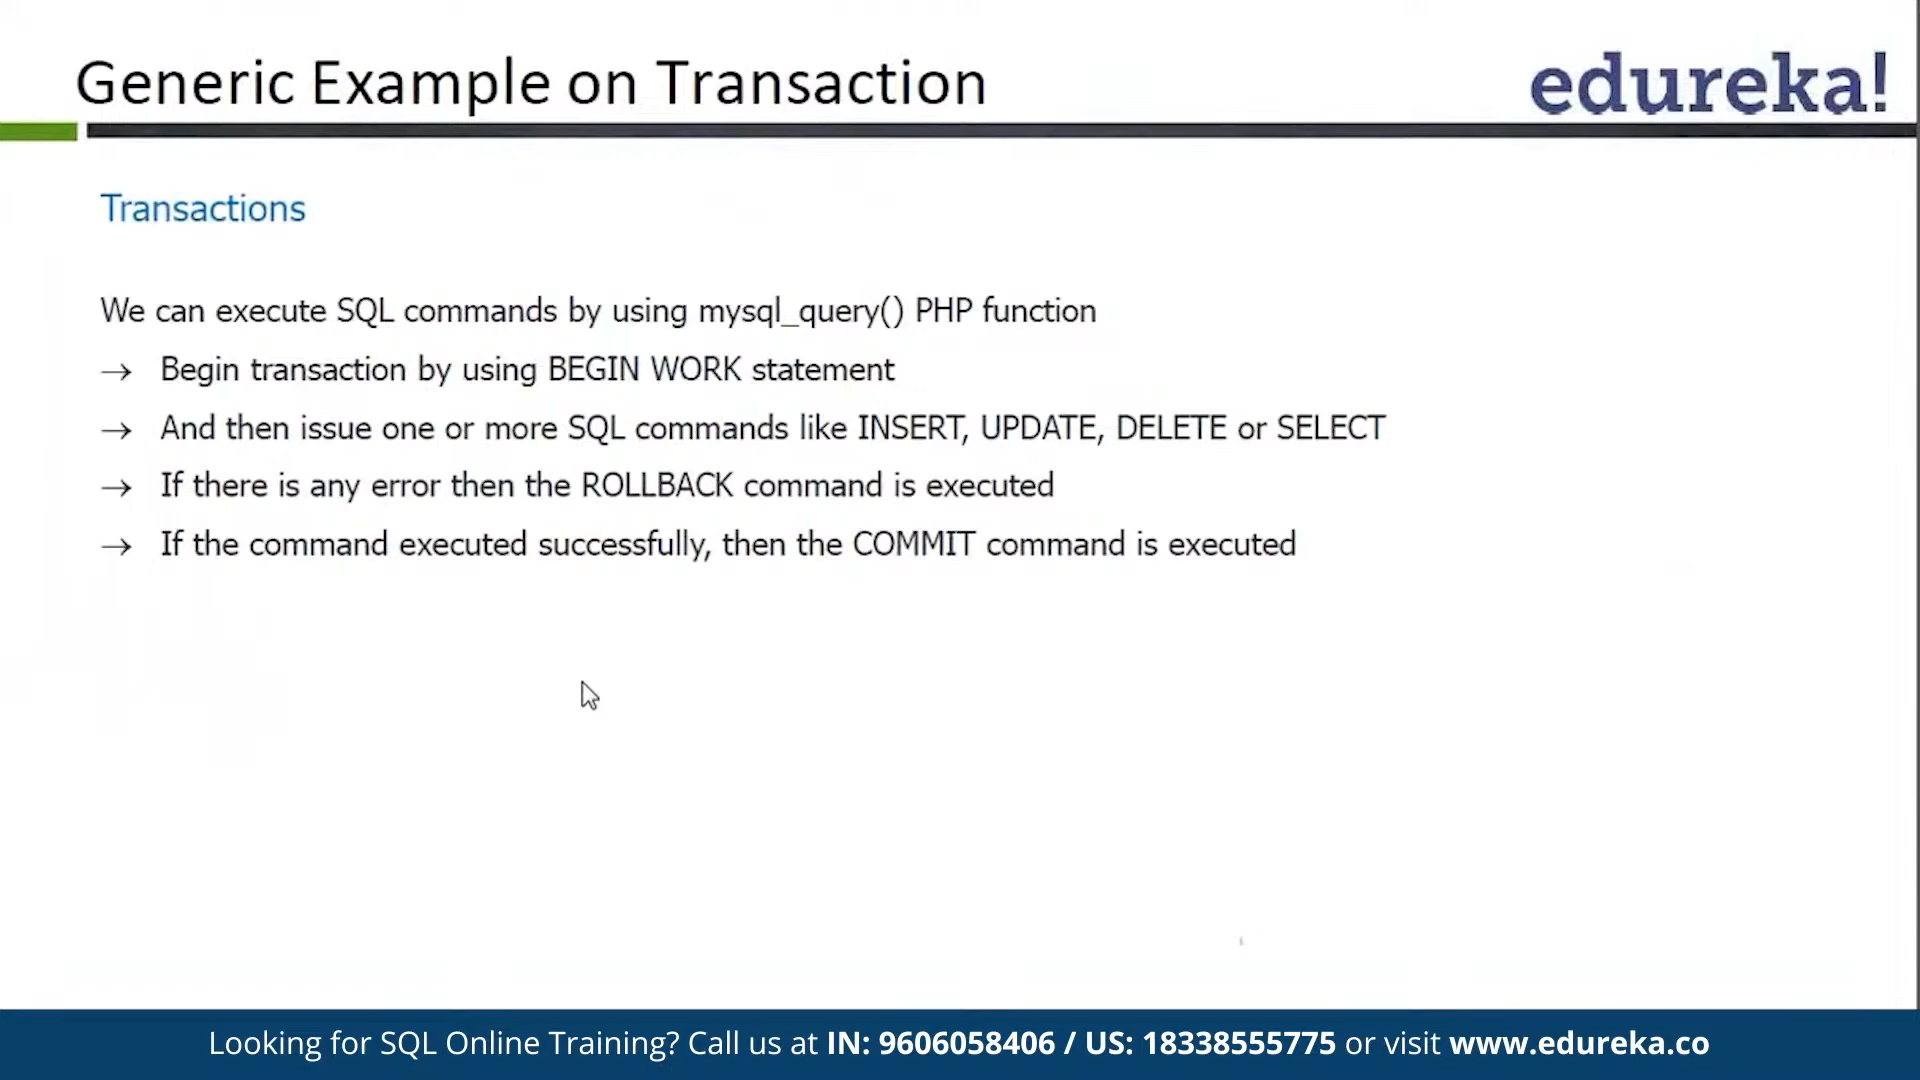 Generic Example on Transaction
edureka!
Transactions
We can execute SQL commands by using mysql_query() PHP function
→ Begin transaction by using BEGIN WORK statement
→ And then issue one or more SQL commands like INSERT, UPDATE, DELETE or SELECT
→ If there is any error then the ROLLBACK command is executed
→ If the command executed successfully, then the COMMIT command is executed
Looking for SQL Online Training? Call us at IN: 9606058406 / US: 18338555775 or visit www.edureka.co